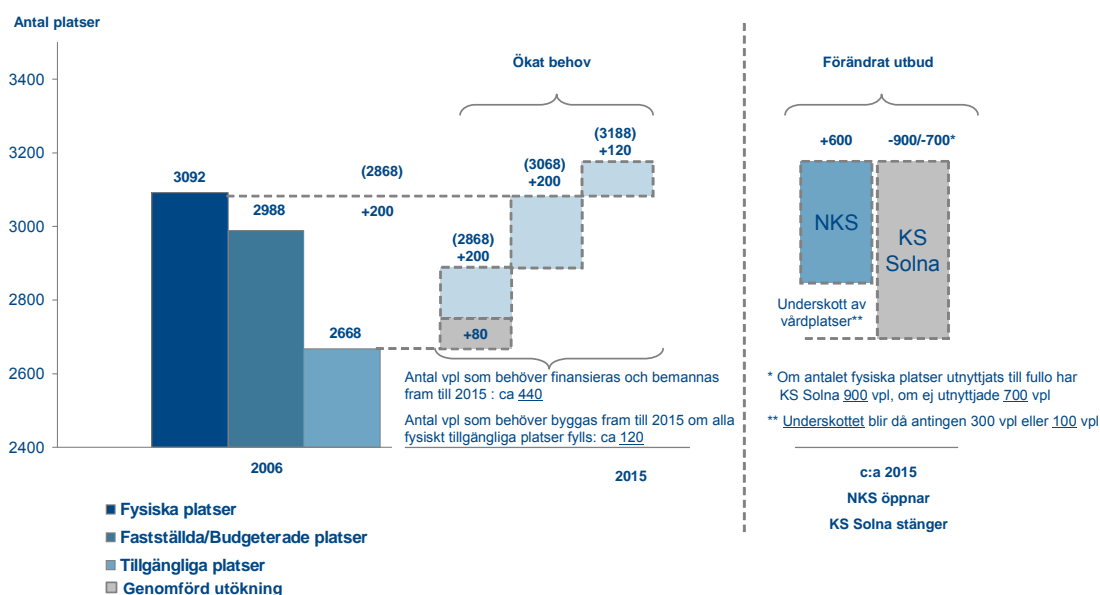 Antal platser
3400
3200
3000
2800
2600
2400
3092
2988
2668
(2868)
+200
2006
Ökat behov
(2868)
+200
+80
(3068)
+200
(3188)
+120
Antal vpl som behöver finansieras och bemannas
fram till 2015 : ca 440
Antal vpl som behöver byggas fram till 2015 om alla
fysiskt tillgängliga platser fylls: ca 120
2015
Förändrat utbud
+600
-900/-700*
NKS
KS
Solna
Underskott av
vårdplatser**
* Om antalet fysiska platser utnyttjats till fullo har
KS Solna 900 vpl, om ej utnyttjade 700 vpl
** Underskottet blir då antingen 300 vpl eller 100 vpl
c:a 2015
NKS öppnar
KS Solna stänger
Fysiska platser
Fastställda/Budgeterade platser
Tillgängliga platser
Genomförd utökning